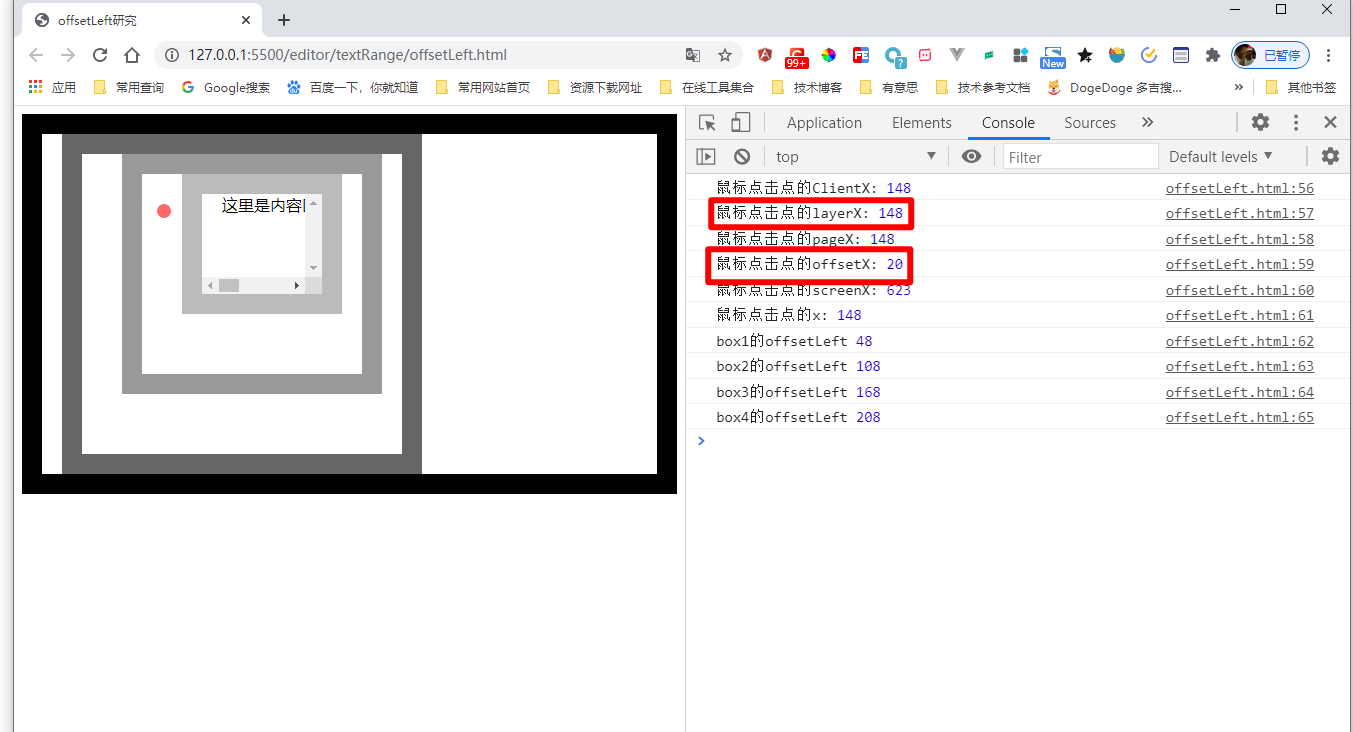 offsetLeft研究
127.0.0.1:5500/editor/textRange/offsetLeft.html
99+
?
New
已暂停
应用
常用查询
Google搜索
百度一下，你就知道
常用网站首页
资源下载网址
在线工具集合
技术博客
有意思
技术参考文档
DogeDoge 多吉搜...
»
其他书签
这里是内容
Application
Elements
Console
Sources
»
top
Filter
Default levels
鼠标点击点的ClientX: 148 offsetLeft.html:56
鼠标点击点的layerX: 148 offsetLeft.html:57
鼠标点击点的pageX: 148 offsetLeft.html:58
鼠标点击点的offsetX: 20 offsetLeft.html:59
鼠标点击点的screenX: 623 offsetLeft.html:60
鼠标点击点的x: 148 offsetLeft.html:61
box1的offsetLeft 48 offsetLeft.html:62
box2的offsetLeft 108 offsetLeft.html:63
box3的offsetLeft 168 offsetLeft.html:64
box4的offsetLeft 208 offsetLeft.html:65
>